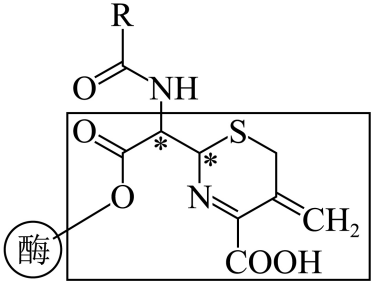 R
O NH
O * * S
N
O CH₂
酶
COOH